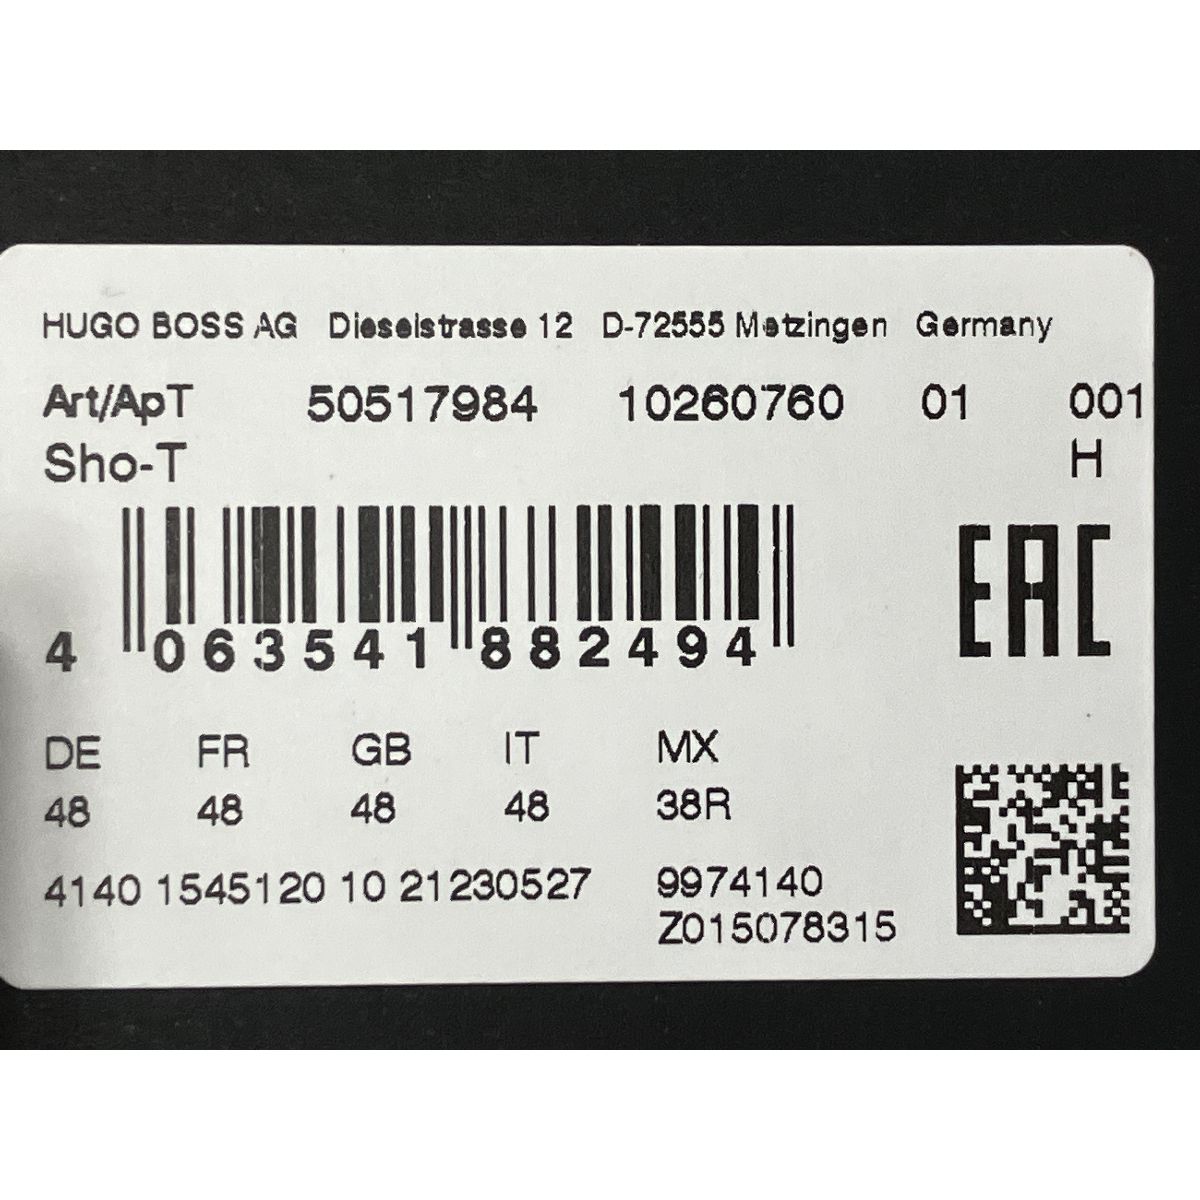 HUGO BOSS AG Dieselstrasse 12 D-72555 Metzingen Germany
Art/ApT 50517984 10260760 01 001
Sho-T H
4 063541 882494
EAC
DE FR GB IT MX
48 48 48 48 38R
4140 1545120 10 21230527 9974140
Z015078315